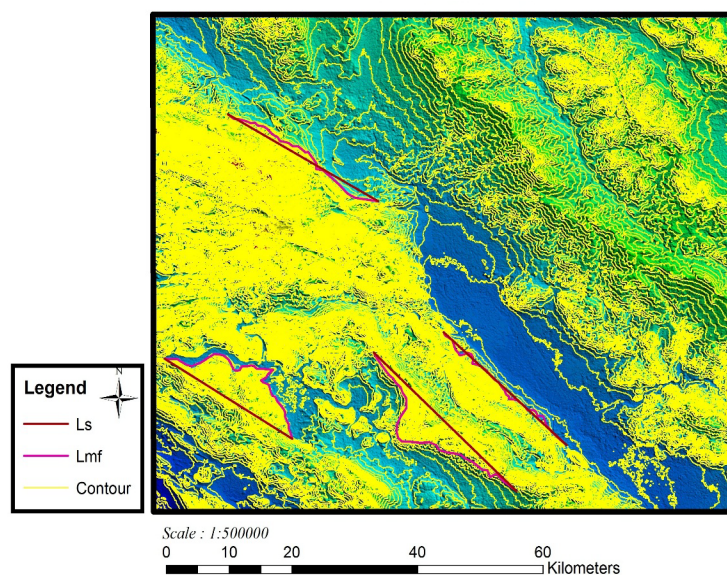 N
Legend
Ls
Lmf
Contour
Scale : 1:500000
0 10 20 40 60
Kilometers